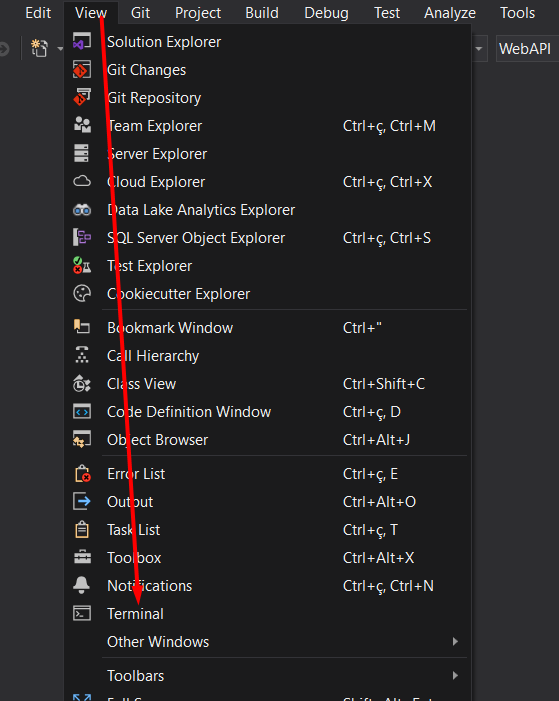 Edit View Git Project Build Debug Test Analyze Tools
WebAPI
Solution Explorer
Git Changes
Git Repository
Team Explorer Ctrl+ç, Ctrl+M
Server Explorer
Cloud Explorer Ctrl+ç, Ctrl+X
Data Lake Analytics Explorer
SQL Server Object Explorer Ctrl+ç, Ctrl+S
Test Explorer
Cookiecutter Explorer
Bookmark Window Ctrl+"
Call Hierarchy
Class View Ctrl+Shift+C
Code Definition Window Ctrl+ç, D
Object Browser Ctrl+Alt+J
Error List Ctrl+ç, E
Output Ctrl+Alt+O
Task List Ctrl+ç, T
Toolbox Ctrl+Alt+X
Notifications Ctrl+ç, Ctrl+N
Terminal
Other Windows
Toolbars